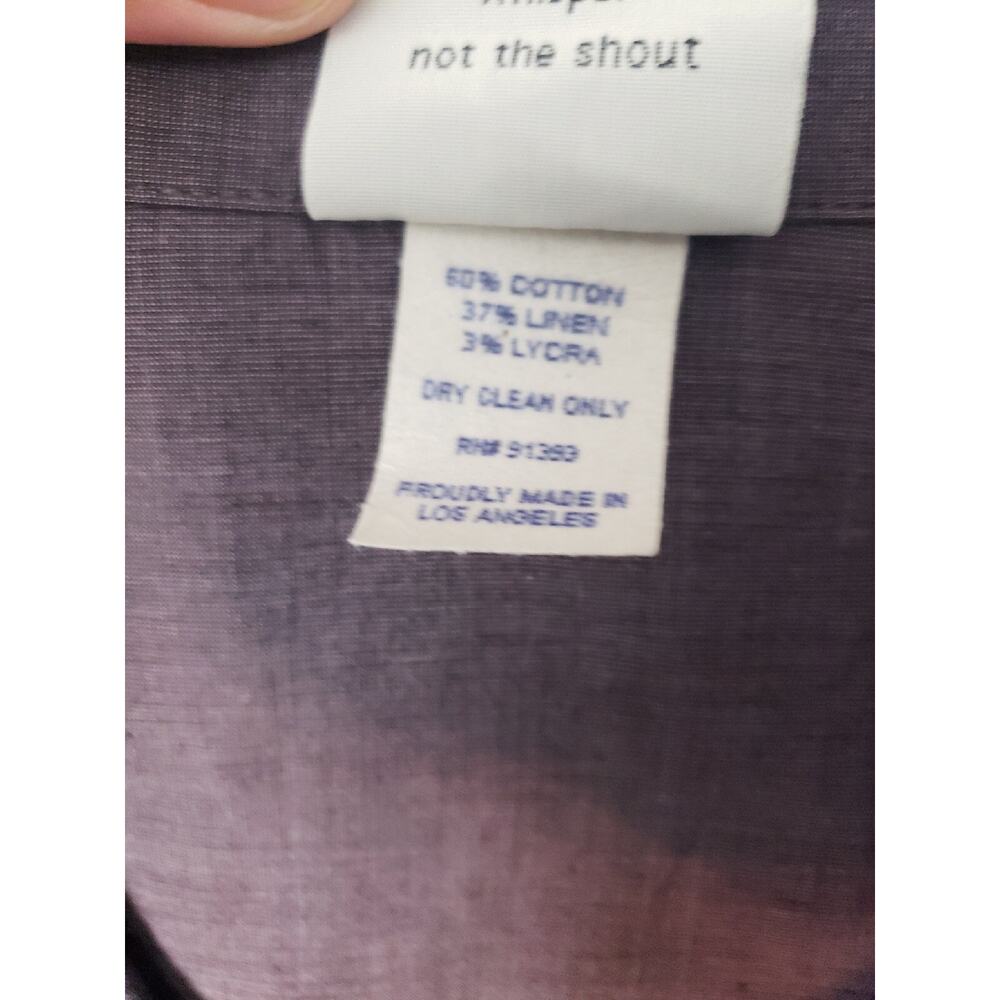 not the shout
60% COTTON
37% LINEN
3% LYCRA
DRY CLEAN ONLY
RN# 91393
PROUDLY MADE IN
LOS ANGELES